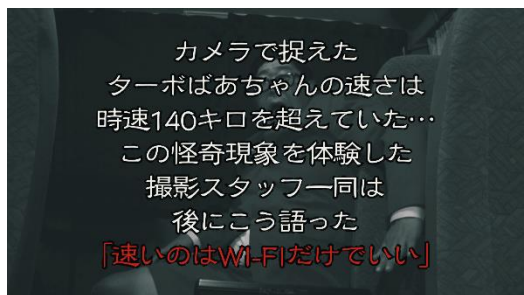 カメラで捉えた
ターボばあちゃんの速さは
時速140キロを超えていた…
この怪奇現象を体験した
撮影スタッフ一同は
後にこう語った
「速いのはWI-FIだけでいい」